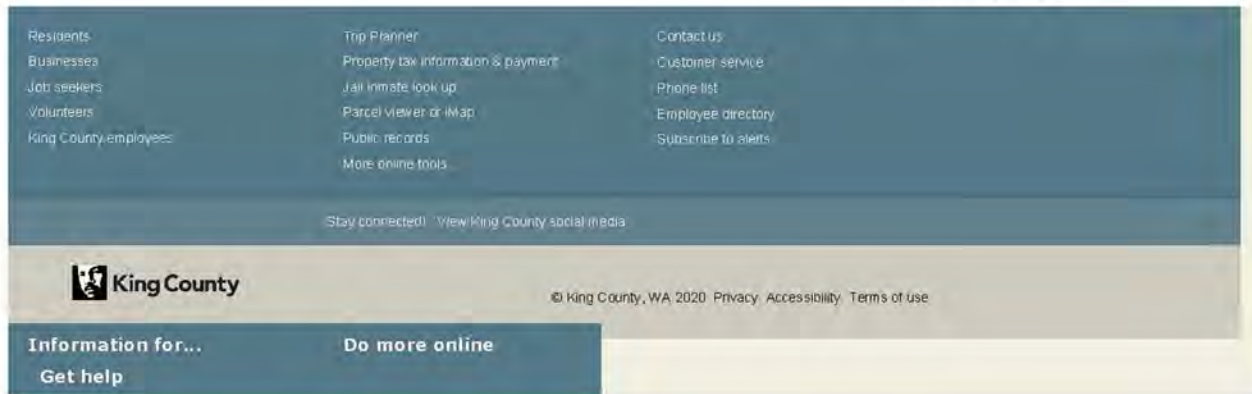 Residents
Businesses
Job seekers
Volunteers
King County employees
Trip Planner
Property tax information & payment
Jail inmate look up
Parcel viewer or iMap
Public records
More online tools
Contact us
Customer service
Phone list
Employee directory
Subscribe to alerts
Stay connected! View King County social media
King County
© King County, WA 2020 Privacy Accessibility Terms of use
Information for... Do more online
Get help